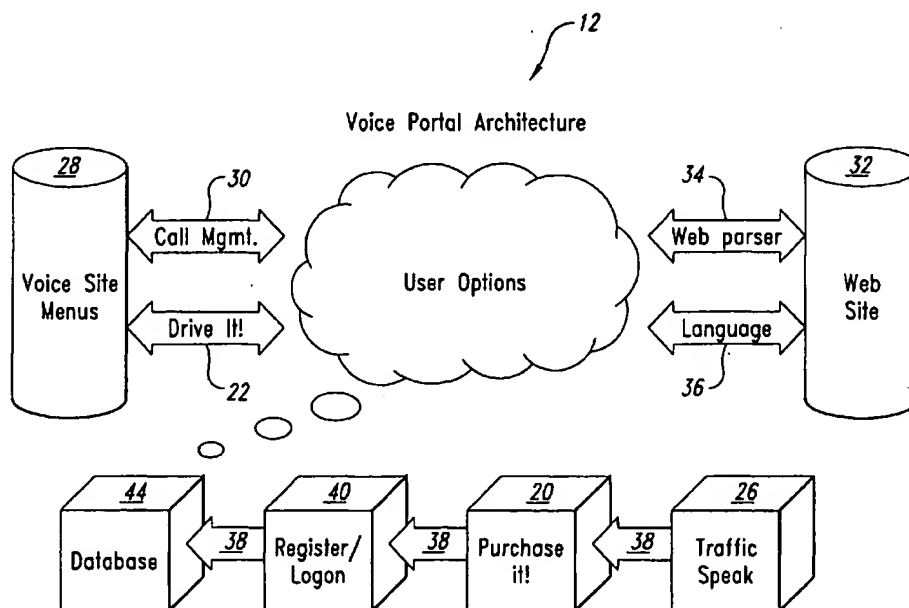 12
Voice Portal Architecture
28
30
34
32
Call Mgmt.
Web parser
Voice Site
Menus
User Options
Web
Site
Drive It!
Language
22
36
44
40
20
26
38
38
38
Database
Register/
Logon
Purchase
it!
Traffic
Speak